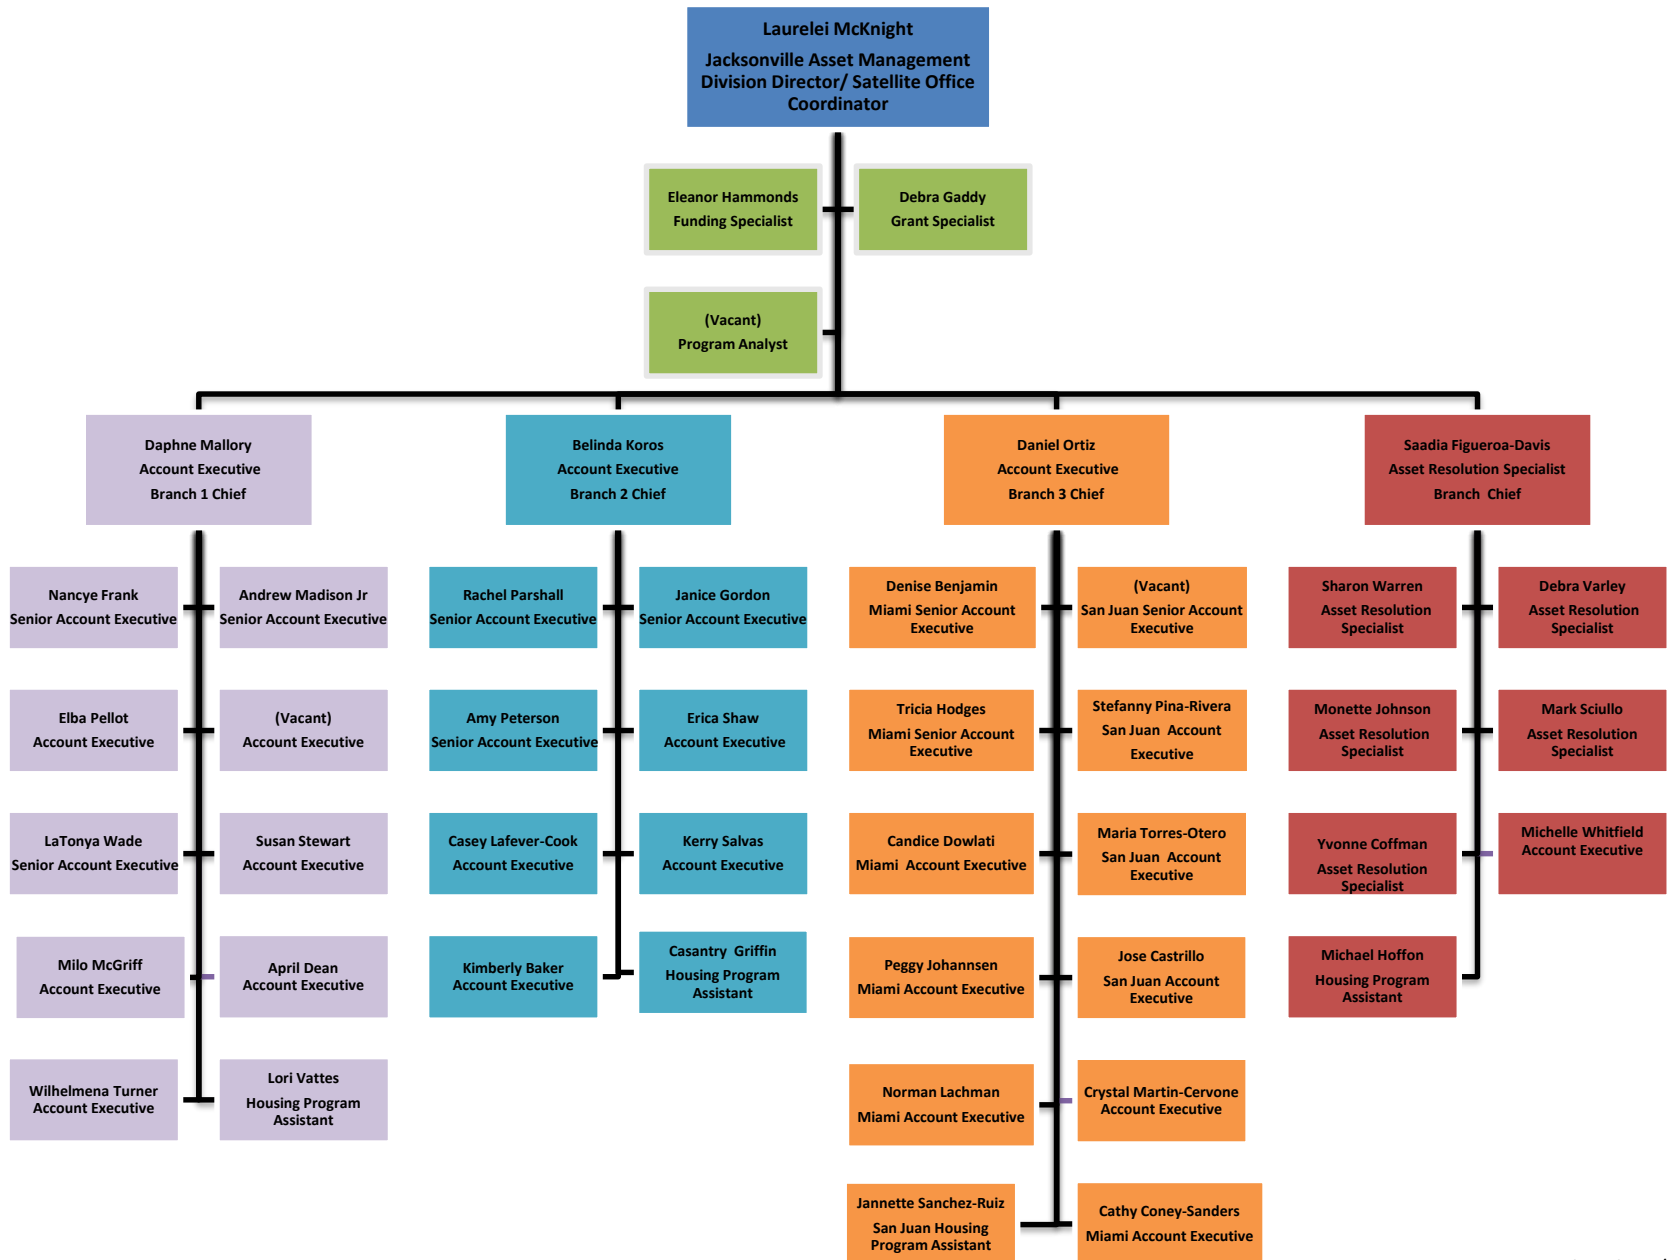 Laurelei McKnight
Jacksonville Asset Management
Division Director/ Satellite Office
Coordinator
Eleanor Hammonds
Funding Specialist
Debra Gaddy
Grant Specialist
(Vacant)
Program Analyst
Daphne Mallory
Account Executive
Branch 1 Chief
Belinda Koros
Account Executive
Branch 2 Chief
Daniel Ortiz
Account Executive
Branch 3 Chief
Saadia Figueroa-Davis
Asset Resolution Specialist
Branch  Chief
Nancye Frank
Senior Account Executive
Andrew Madison Jr
Senior Account Executive
Elba Pellot
Account Executive
(Vacant)
Account Executive
LaTonya Wade
Senior Account Executive
Susan Stewart
Account Executive
Milo McGriff
Account Executive
April Dean
Account Executive
Wilhelmena Turner
Account Executive
Lori Vattes
Housing Program
Assistant
Rachel Parshall
Senior Account Executive
Janice Gordon
Senior Account Executive
Amy Peterson
Senior Account Executive
Erica Shaw
Account Executive
Casey Lafever-Cook
Account Executive
Kerry Salvas
Account Executive
Kimberly Baker
Account Executive
Casantry  Griffin
Housing Program
Assistant
Denise Benjamin
Miami Senior Account
Executive
(Vacant)
San Juan Senior Account
Executive
Tricia Hodges
Miami Senior Account
Executive
Stefanny Pina-Rivera
San Juan  Account
Executive
Candice Dowlati
Miami  Account Executive
Maria Torres-Otero
San Juan  Account
Executive
Peggy Johannsen
Miami Account Executive
Jose Castrillo
San Juan Account
Executive
Norman Lachman
Miami Account Executive
Crystal Martin-Cervone
Account Executive
Jannette Sanchez-Ruiz
San Juan Housing
Program Assistant
Cathy Coney-Sanders
Miami Account Executive
Sharon Warren
Asset Resolution
Specialist
Debra Varley
Asset Resolution
Specialist
Monette Johnson
Asset Resolution
Specialist
Mark Sciullo
Asset Resolution
Specialist
Yvonne Coffman
Asset Resolution
Specialist
Michelle Whitfield
Account Executive
Michael Hoffon
Housing Program
Assistant